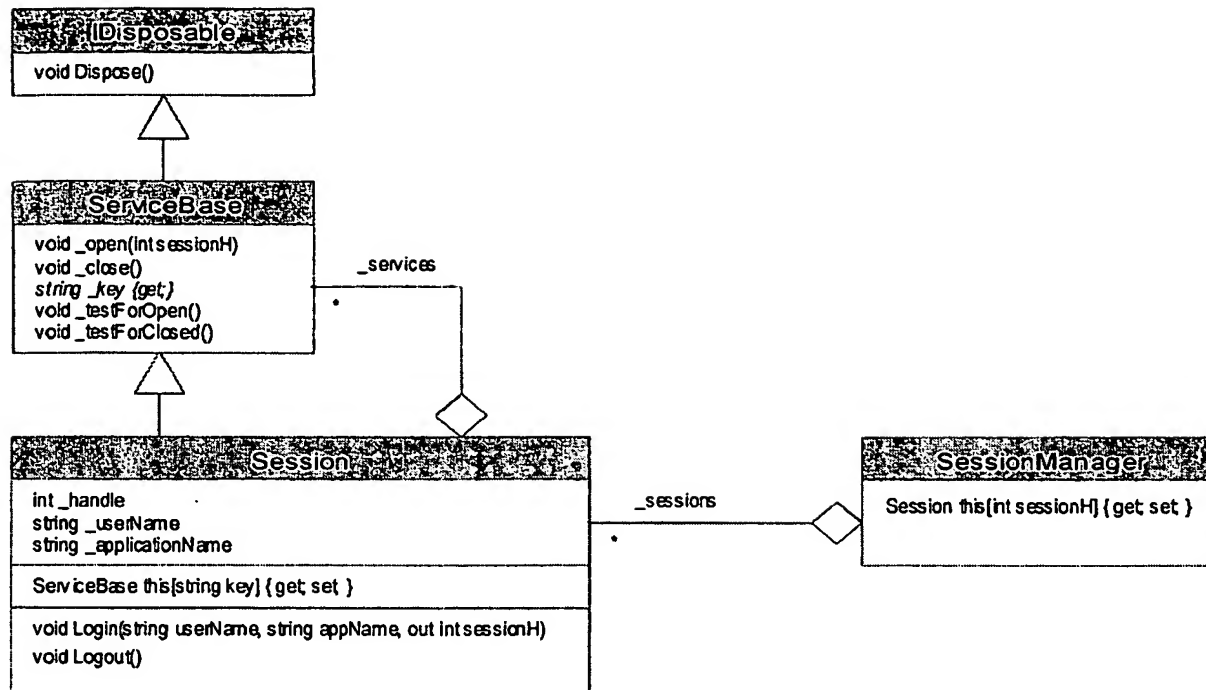 IDisposable
void Dispose()
ServiceBase
void _open(int sessionH)
void _close()
string _key {get;}
void _testForOpen()
void _testForClosed()
_services
*
Session
int _handle
string _userName
string _applicationName
ServiceBase this[string key] { get; set; }
void Login(string userName, string appName, out int sessionH)
void Logout()
_sessions
*
SessionManager
Session this[int sessionH] { get; set; }